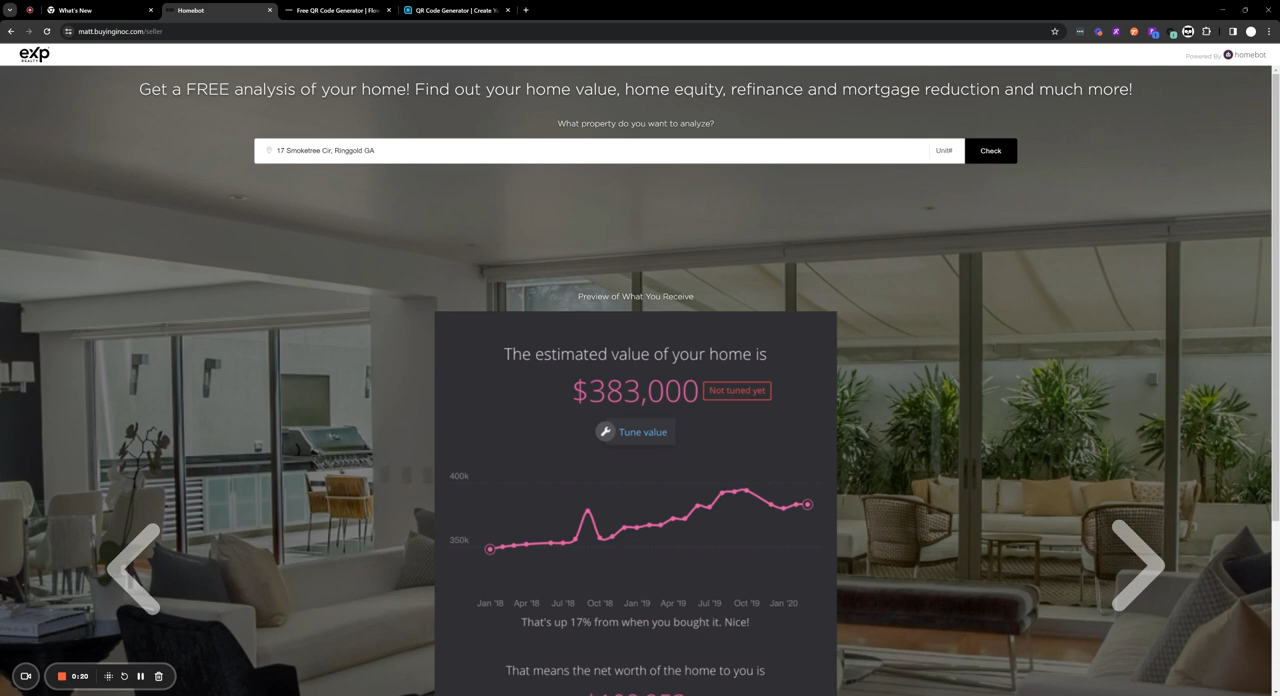 What's New
Homebot
Free QR Code Generator | Flow
QR Code Generator | Create Y
matt.buyinginoc.com/seller
exp
REALTY
Powered By homebot
Get a FREE analysis of your home! Find out your home value, home equity, refinance and mortgage reduction and much more!
What property do you want to analyze?
17 Smoketree Cir, Ringgold GA
Unit#
Check
Preview of What You Receive
The estimated value of your home is
$383,000 Not tuned yet
Tune value
400k
350k
Jan '18 Apr '18 Jul '18 Oct '18 Jan '19 Apr '19 Jul '19 Oct '19 Jan '20
That's up 17% from when you bought it. Nice!
That means the net worth of the home to you is
0:20